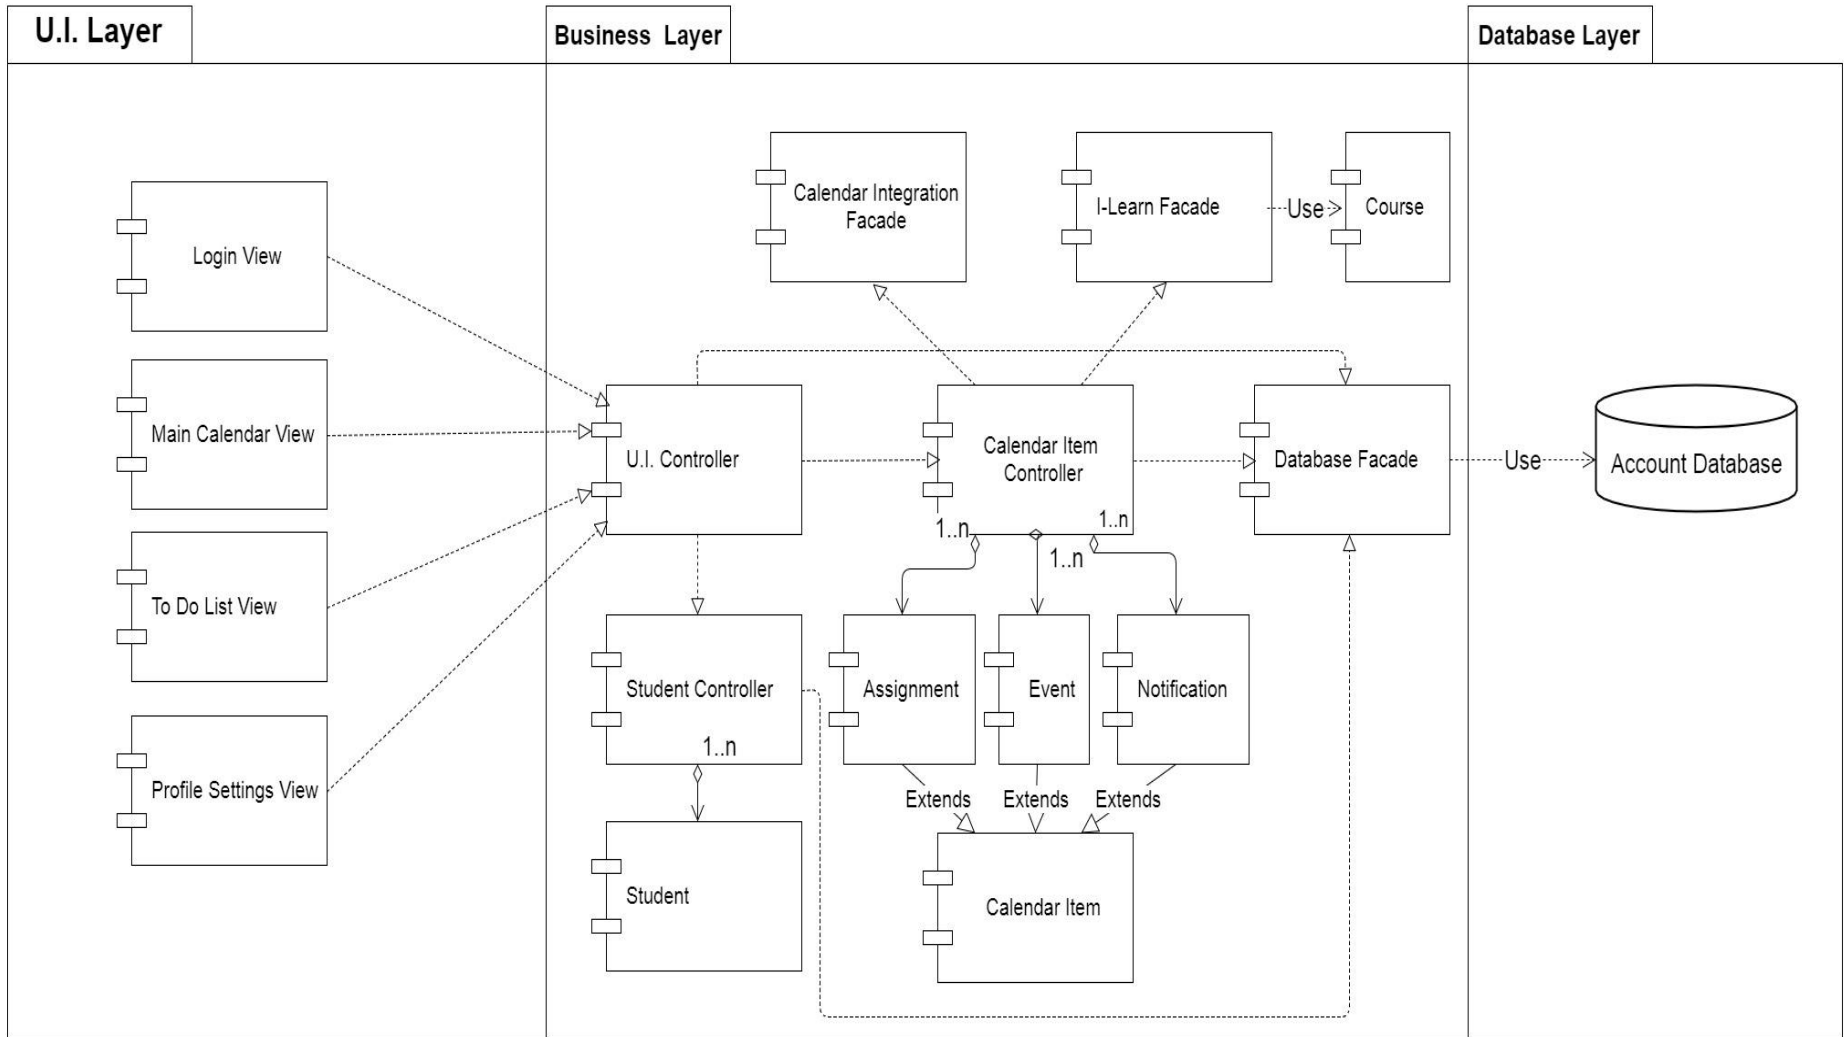 U.I. Layer
Business Layer
Database Layer
Calendar Integration
Facade
I-Learn Facade
Use
Course
Login View
Main Calendar View
U.I. Controller
Calendar Item
Controller
Database Facade
Use
Account Database
1..n
1..n
1..n
To Do List View
Student Controller
Assignment
Event
Notification
1..n
Profile Settings View
Extends
Extends
Extends
Student
Calendar Item